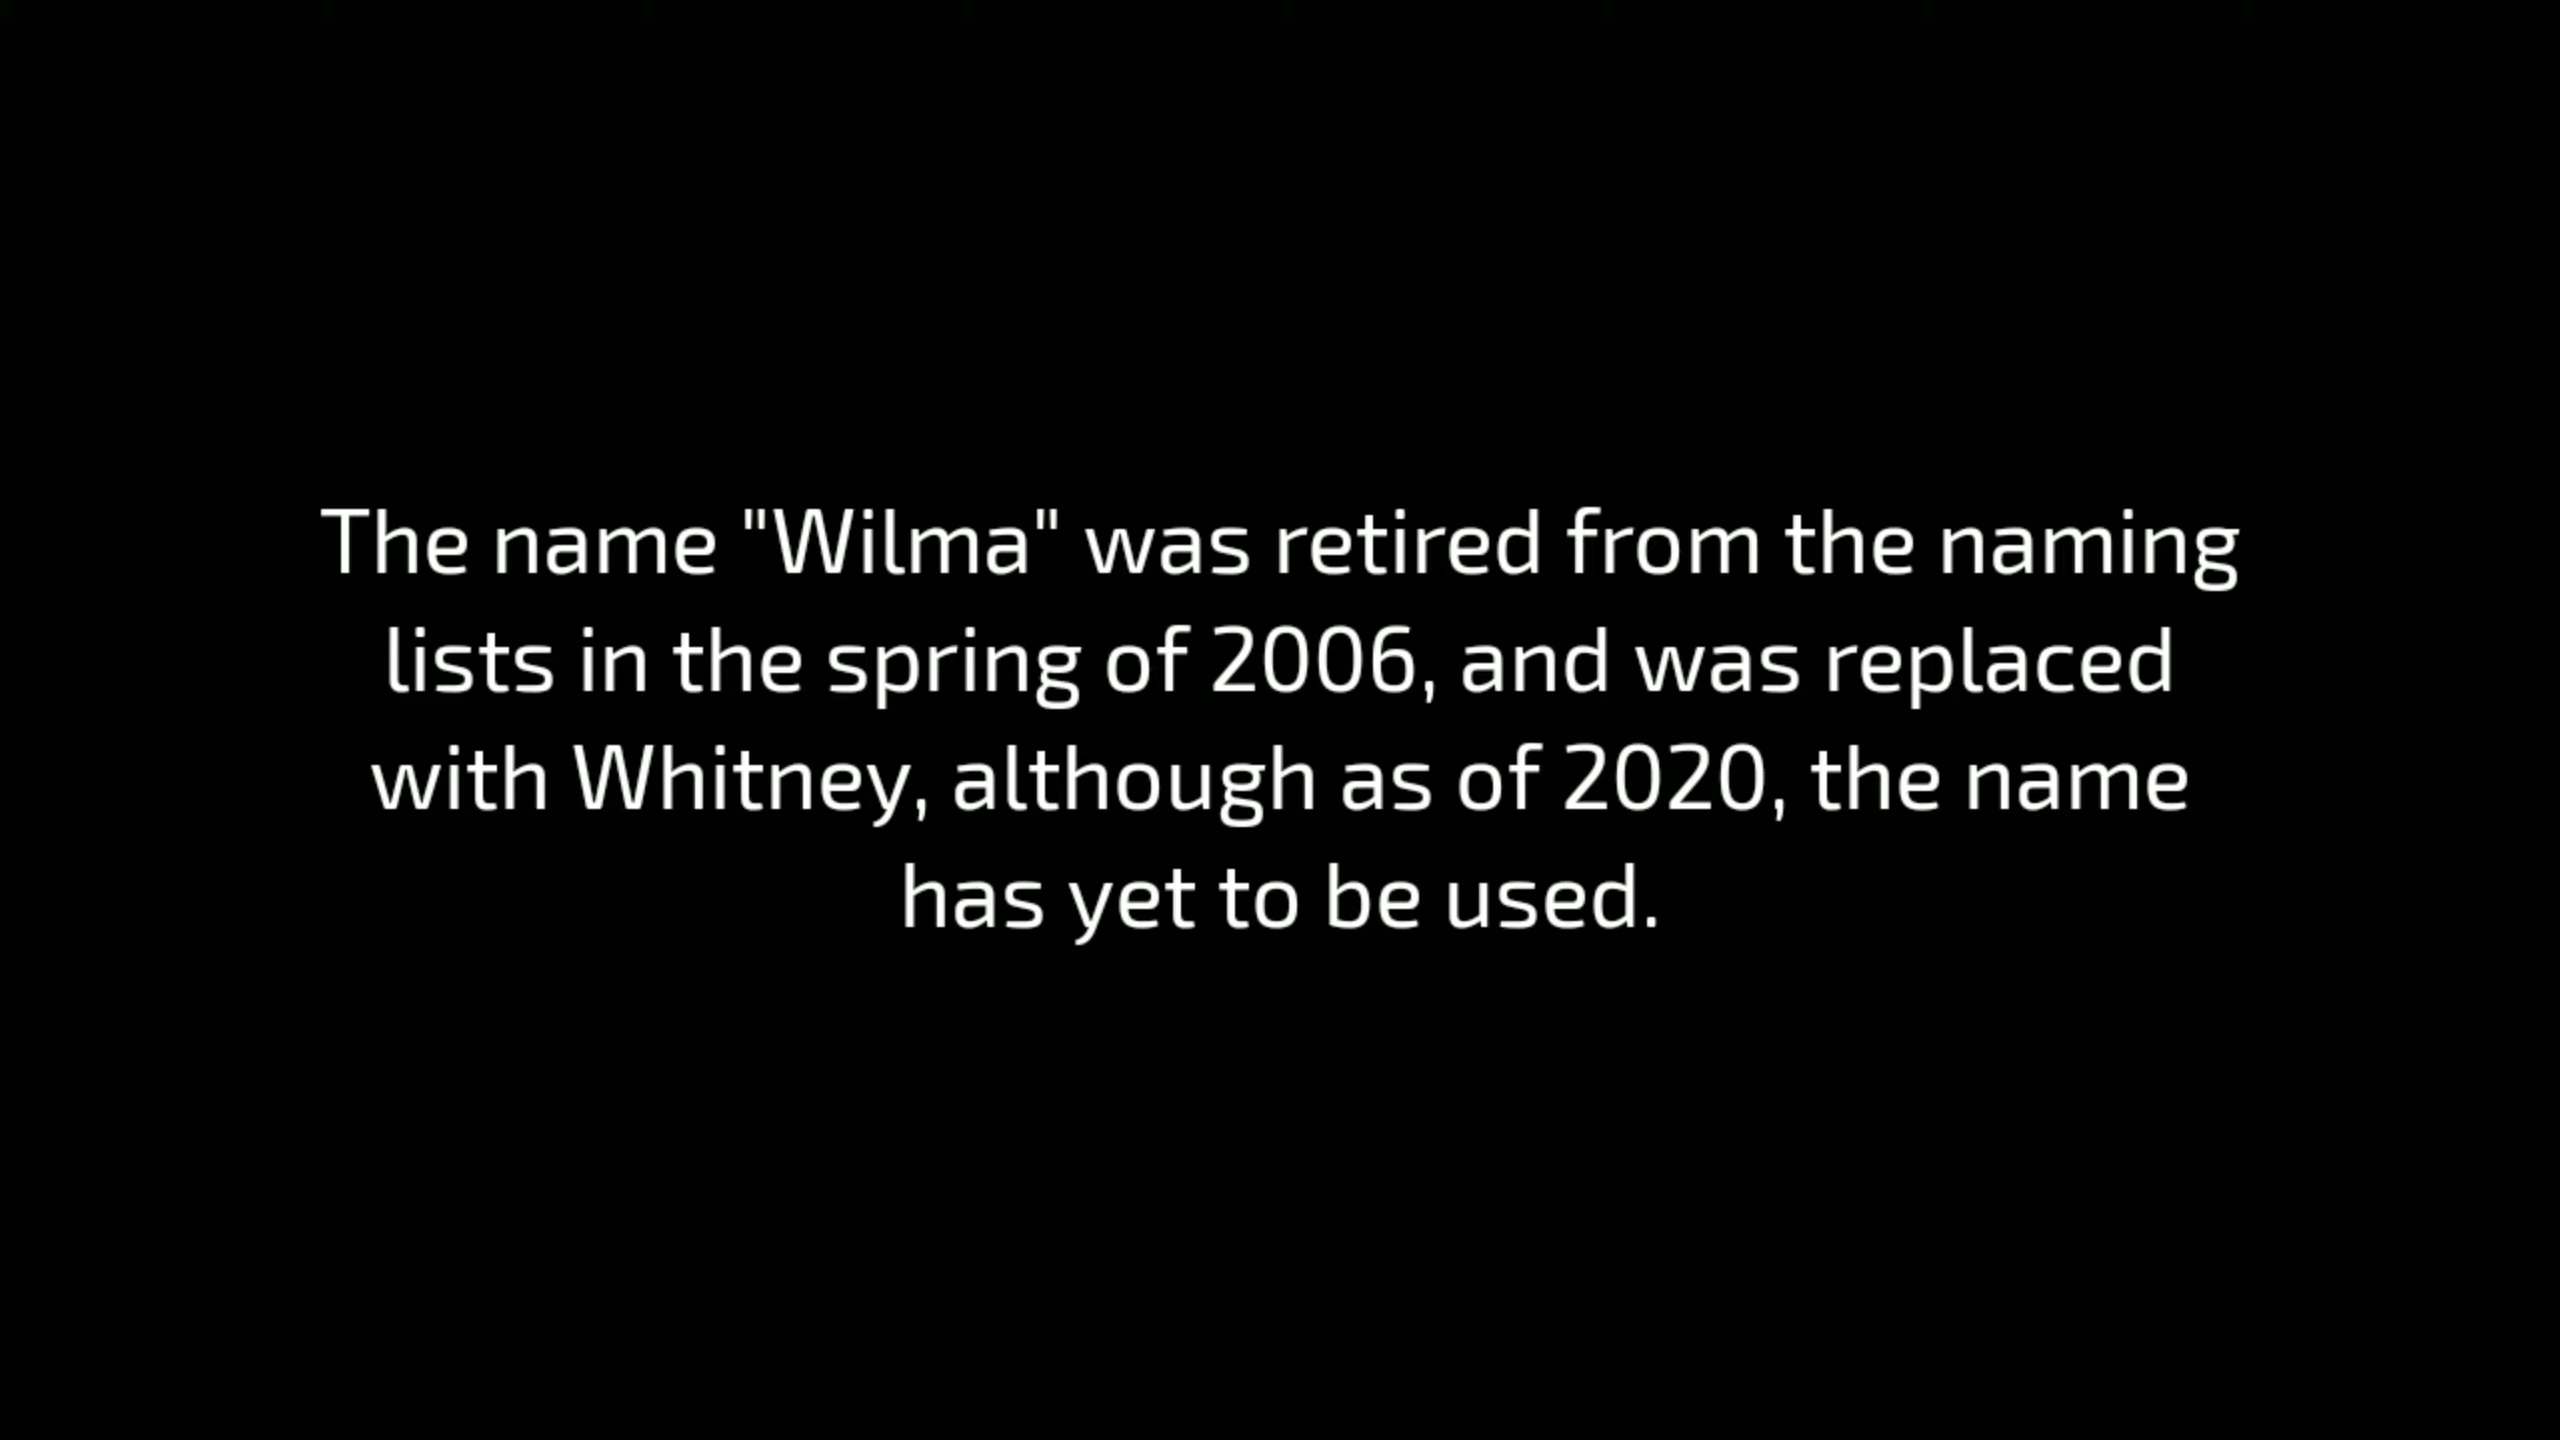 The name "Wilma" was retired from the naming
lists in the spring of 2006, and was replaced
with Whitney, although as of 2020, the name
has yet to be used.